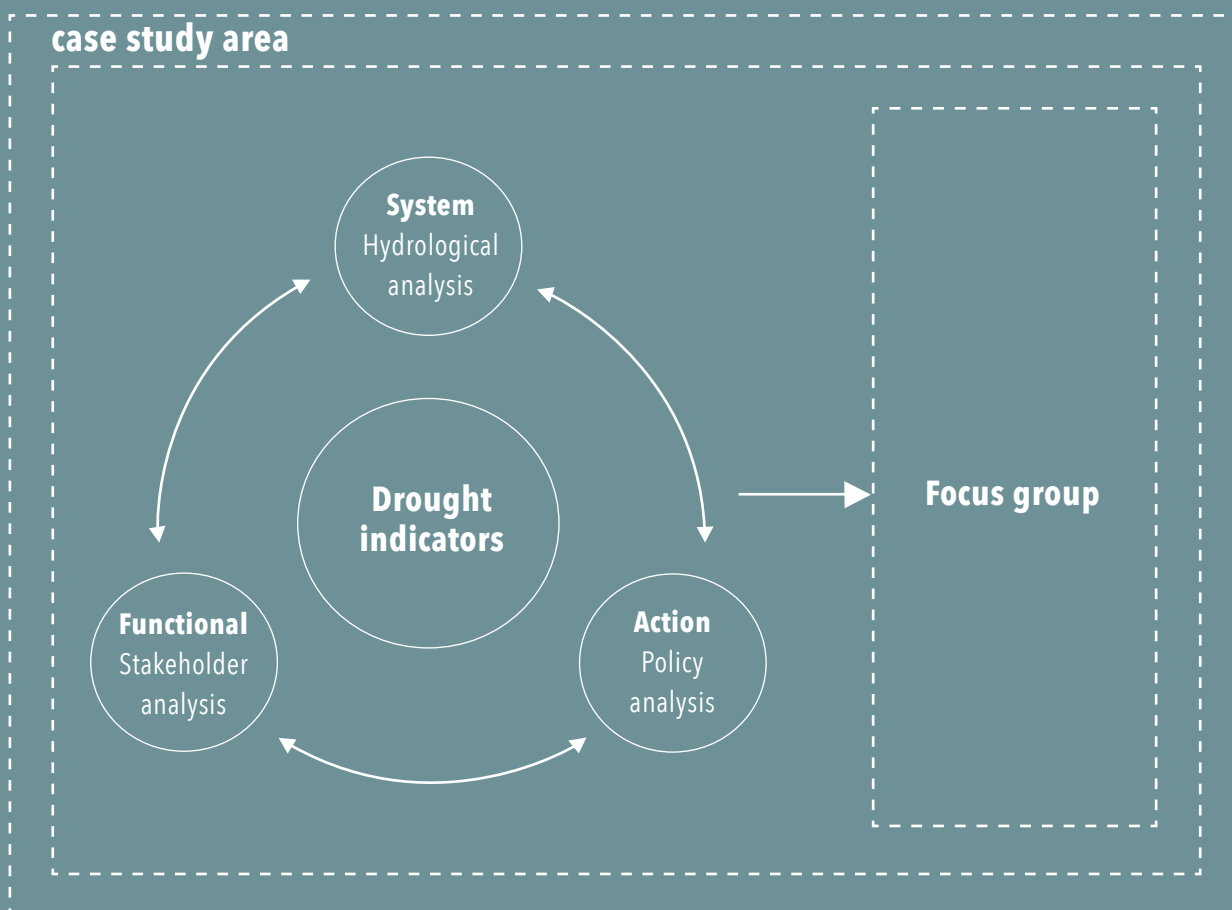 case study area
System
Hydrological
analysis
Drought
indicators
Focus group
Functional
Stakeholder
analysis
Action
Policy
analysis